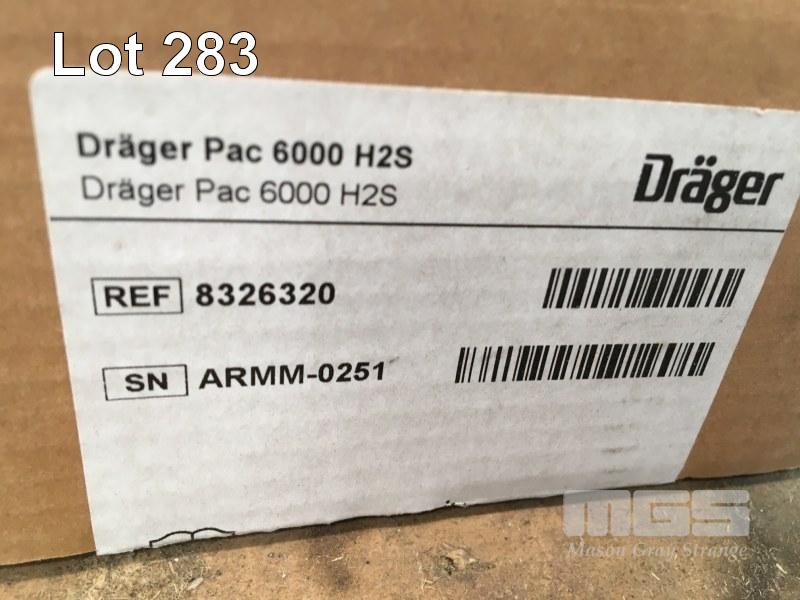 Lot 283
Dräger Pac 6000 H2S
Dräger Pac 6000 H2S
Dräger
REF 8326320
SN ARMM-0251
MGS
Mason Gray Strange